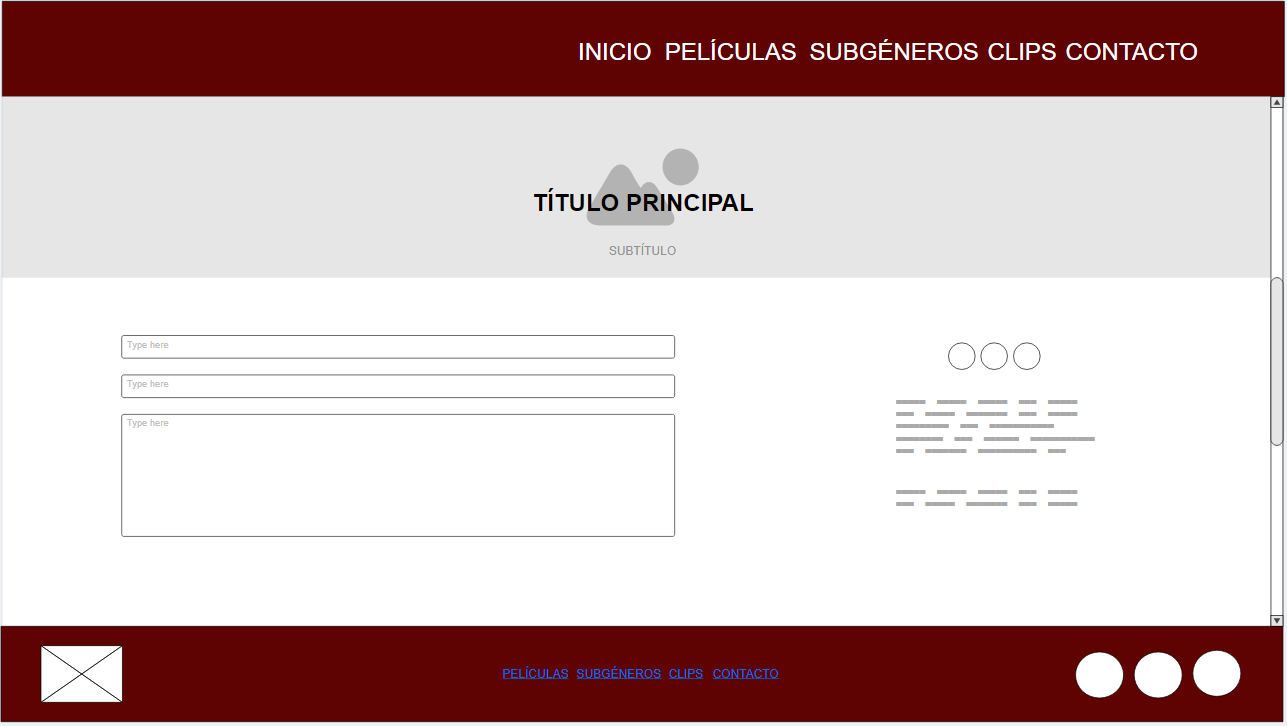 INICIO PELÍCULAS SUBGÉNEROS CLIPS CONTACTO
TÍTULO PRINCIPAL
SUBTÍTULO
Type here
Type here
Type here
PELÍCULAS SUBGÉNEROS CLIPS CONTACTO